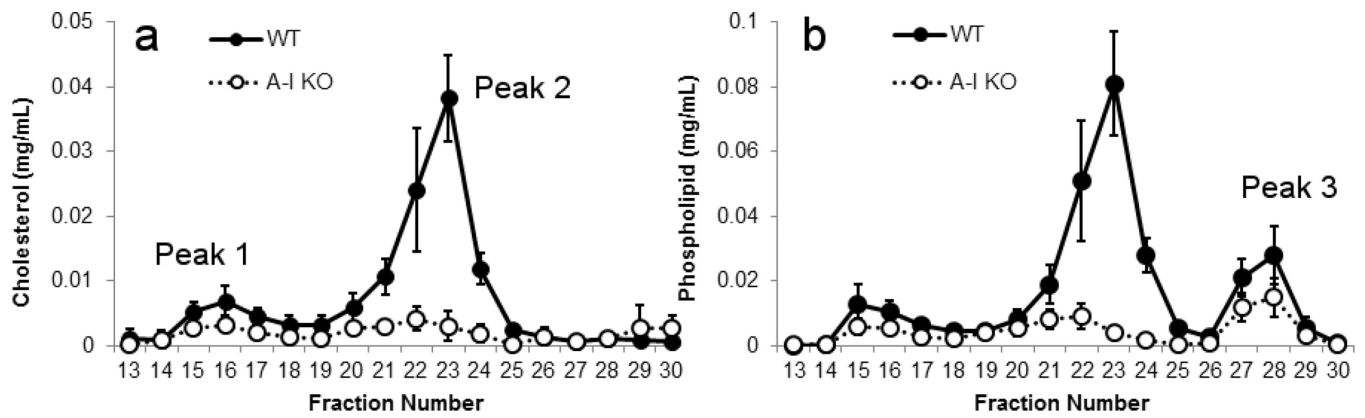 a
WT
A-I KO
Peak 1
Peak 2
Cholesterol (mg/mL)
0.05
0.04
0.03
0.02
0.01
0
13 14 15 16 17 18 19 20 21 22 23 24 25 26 27 28 29 30
Fraction Number
b
WT
A-I KO
Peak 3
Phospholipid (mg/mL)
0.1
0.08
0.06
0.04
0.02
0
13 14 15 16 17 18 19 20 21 22 23 24 25 26 27 28 29 30
Fraction Number